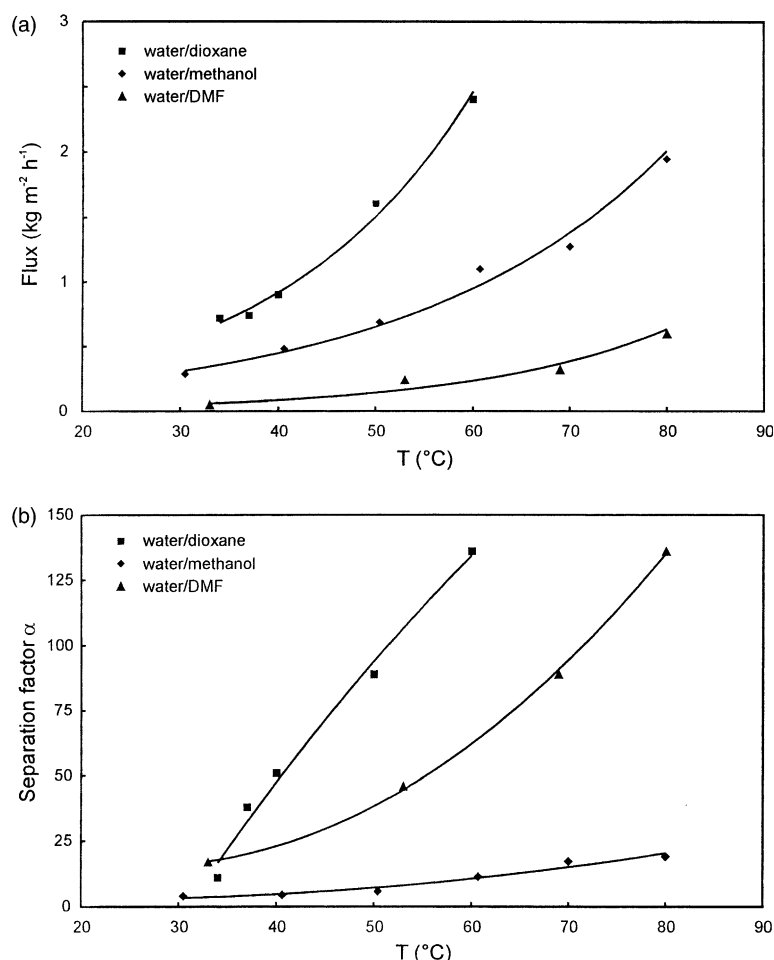 (a)
3
2
1
0
Flux (kg m⁻² h⁻¹)
water/dioxane
water/methanol
water/DMF
20 30 40 50 60 70 80 90
T (°C)
(b)
150
125
100
75
50
25
0
Separation factor α
water/dioxane
water/methanol
water/DMF
20 30 40 50 60 70 80 90
T (°C)